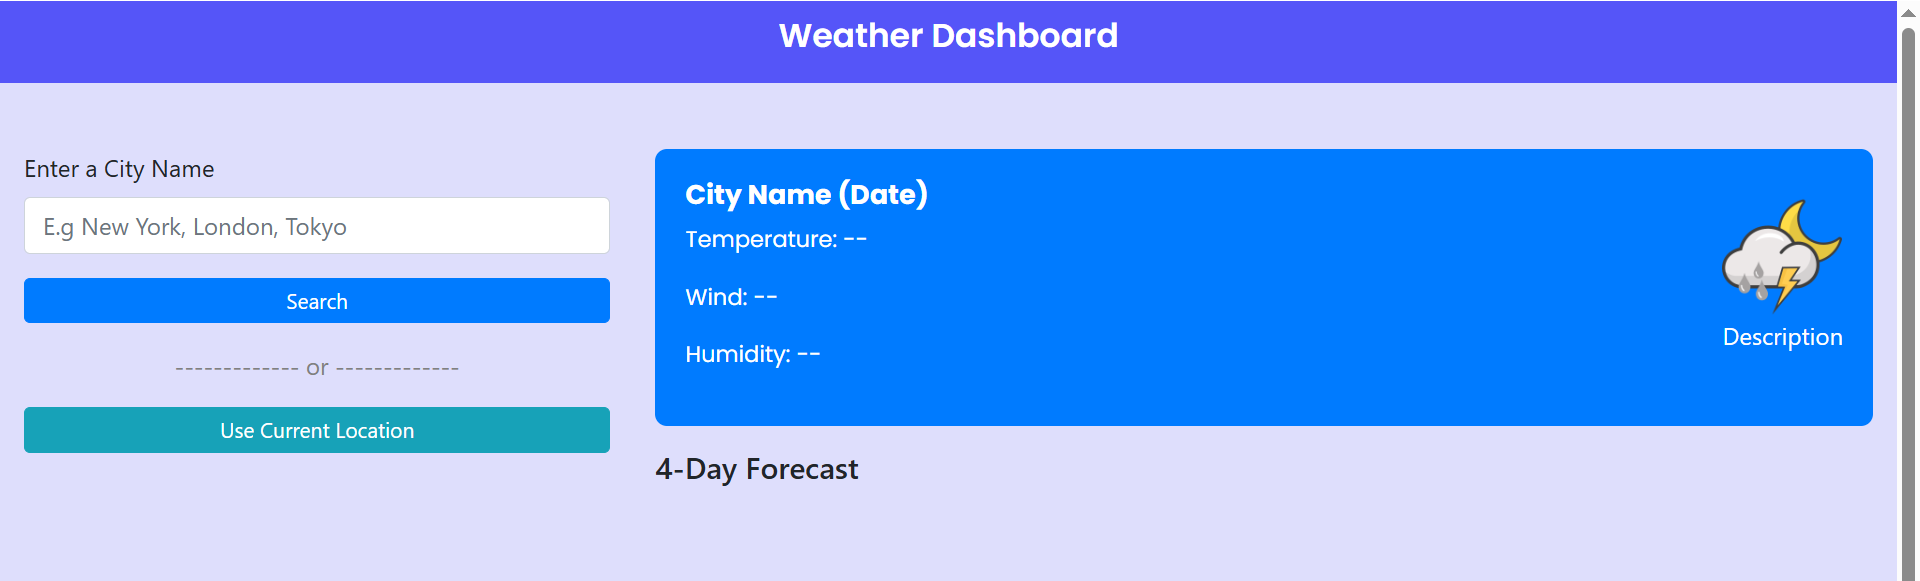 Weather Dashboard
Enter a City Name
E.g New York, London, Tokyo
Search
------------- or -------------
Use Current Location
City Name (Date)
Temperature: --
Wind: --
Humidity: --
Description
4-Day Forecast